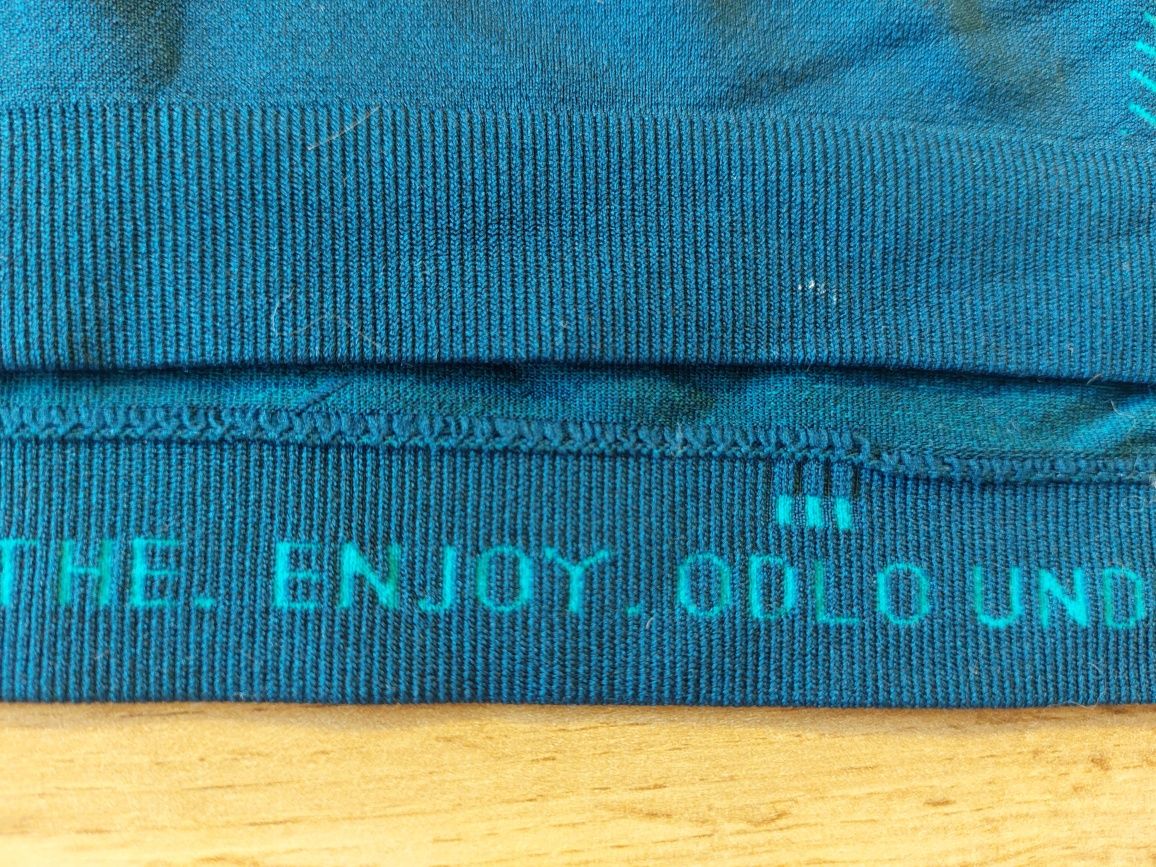 THE. ENJOY. ODLO UND